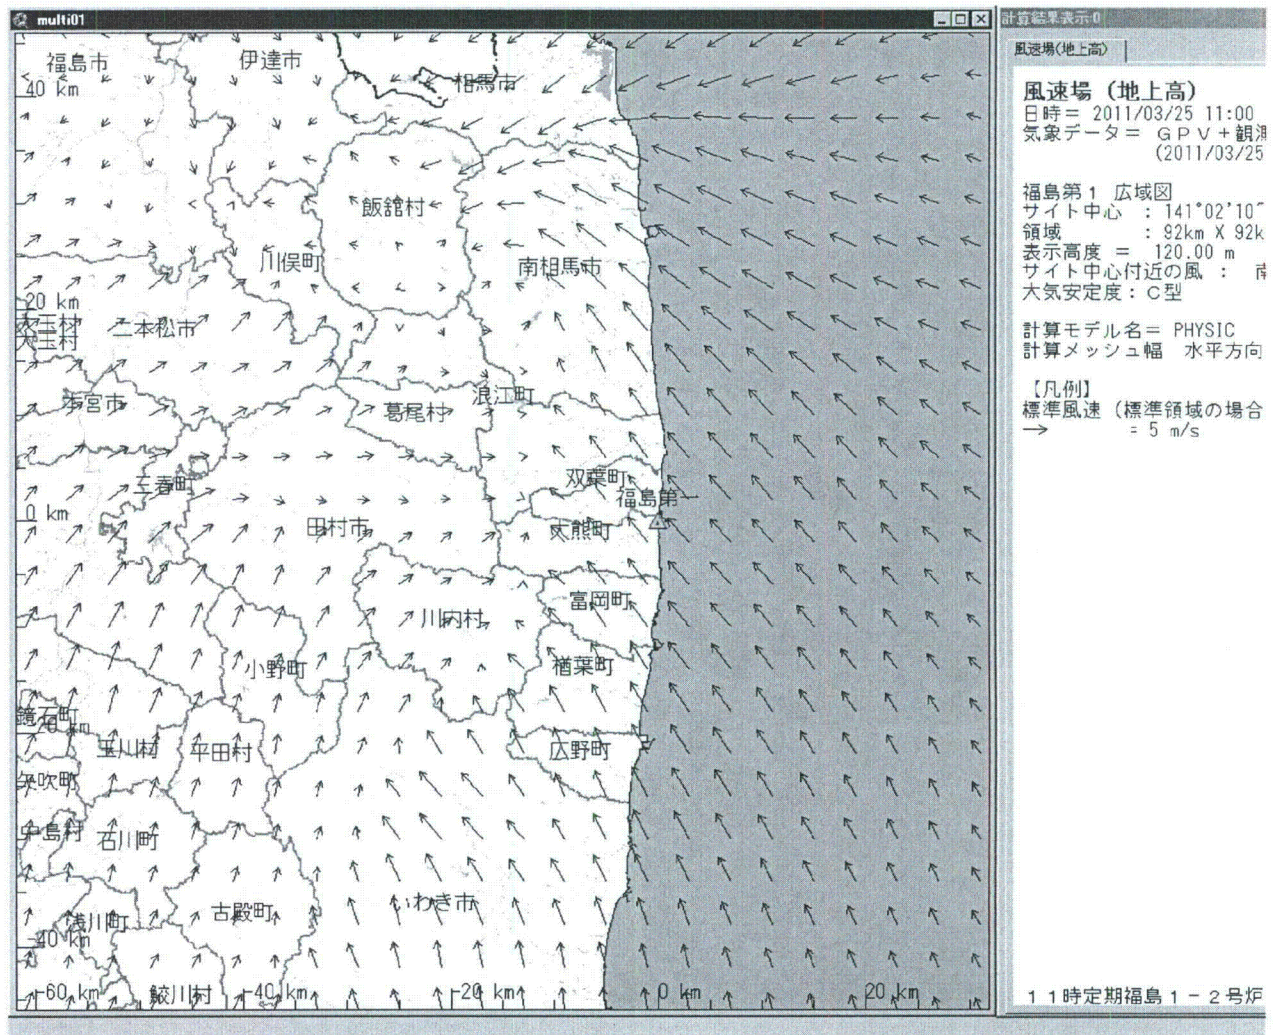 multi01
計算結果表示:0
風速場(地上高)
風速場 (地上高)
日時= 2011/03/25 11:00
気象データ= GPV+観測
(2011/03/25
福島第1 広域図
サイト中心 : 141°02'10"
領域 : 92km X 92k
表示高度 = 120.00 m
サイト中心付近の風 : 南
大気安定度:C型
計算モデル名= PHYSIC
計算メッシュ幅 水平方向
【凡例】
標準風速 (標準領域の場合
→ = 5 m/s
11時定期福島1-2号炉
福島市
伊達市
相馬市
40 km
飯舘村
川俣町
南相馬市
20 km
大玉村
大玉村
二本松市
本宮市
浪江町
葛尾村
三春町
双葉町
福島第一
0 km
田村市
大熊町
富岡町
川内村
小野町
楢葉町
鏡石町
-20 km
玉川村
平田村
広野町
矢吹町
中島村
石川町
いわき市
古殿町
浅川町
-40 km
-60 km
鮫川村
-40 km
-20 km
0 km
20 km